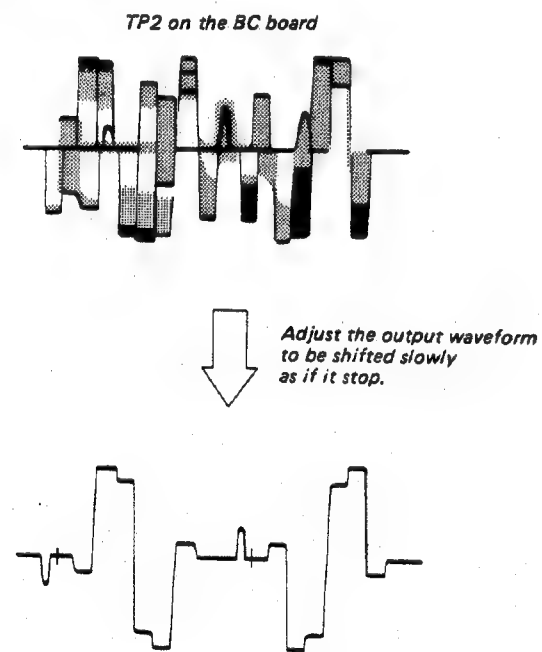 TP2 on the BC board
Adjust the output waveform
to be shifted slowly
as if it stop.